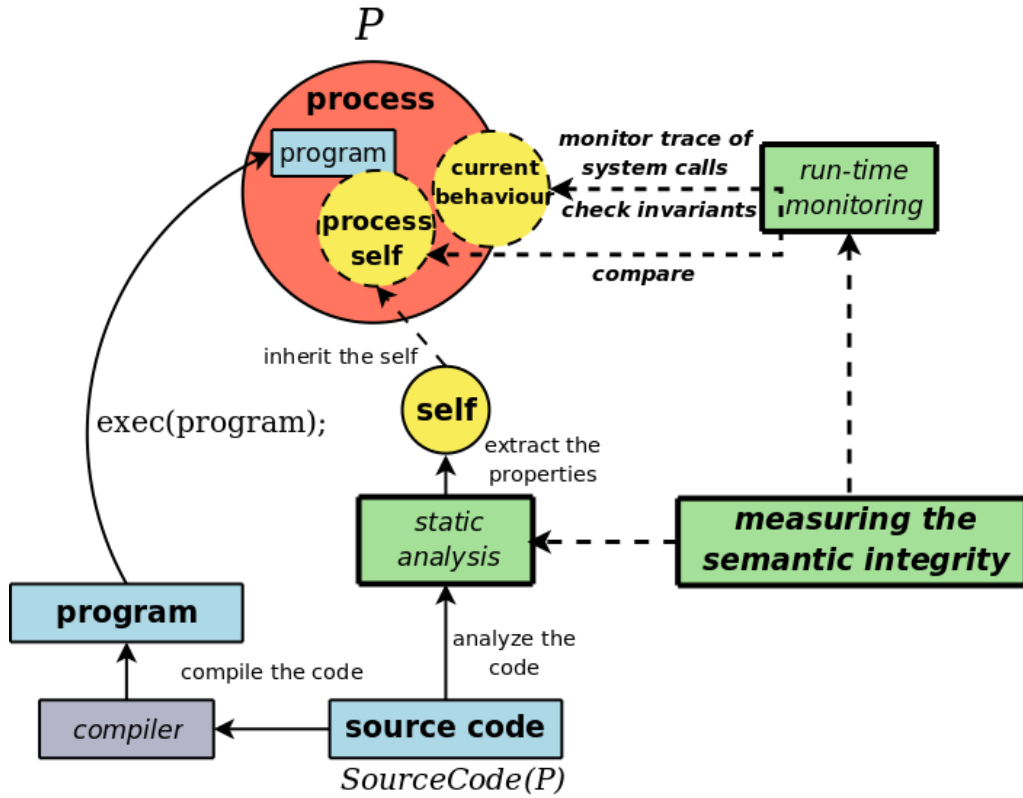 P
process
program
current
behaviour
process
self
monitor trace of
system calls
check invariants
compare
run-time
monitoring
inherit the self
self
exec(program);
extract the
properties
static
analysis
measuring the
semantic integrity
program
analyze the
code
compile the code
compiler
source code
SourceCode(P)